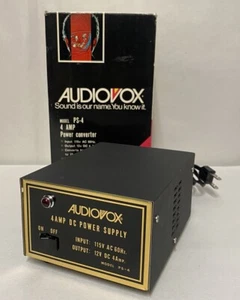 AUDIOVOX
Sound is our name. You know it.
MODEL PS-4
4 AMP
Power converter
AUDIOVOX
4AMP DC POWER SUPPLY
ON OFF
INPUT: 115V AC 60Hz
OUTPUT: 12V DC 4Amp
MODEL PS-4